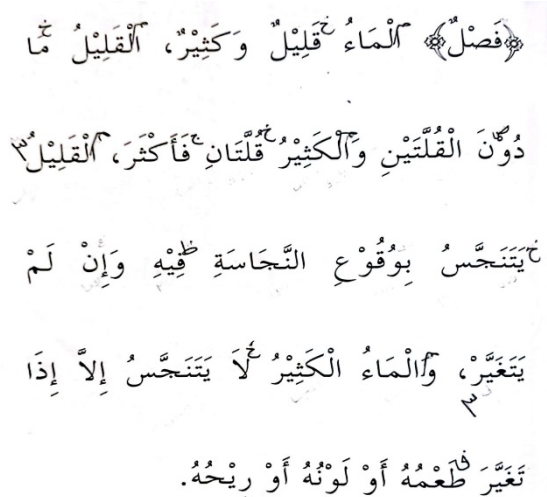 ﴿فَصْلٌ﴾ اَلْمَاءُ قَلِيْلٌ وَكَثِيْرٌ، اَلْقَلِيْلُ مَا
دُوْنَ الْقُلَّتَيْنِ وَالْكَثِيْرُ قُلَّتَانِ فَأَكْثَرَ، اَلْقَلِيْلُ
يَتَنَجَّسُ بِوُقُوْعِ النَّجَاسَةِ فِيْهِ وَإِنْ لَمْ
يَتَغَيَّرْ، وَالْمَاءُ الْكَثِيْرُ لَا يَتَنَجَّسُ إِلاَّ إِذَا
تَغَيَّرَ طَعْمُهُ أَوْ لَوْنُهُ أَوْ رِيْحُهُ.